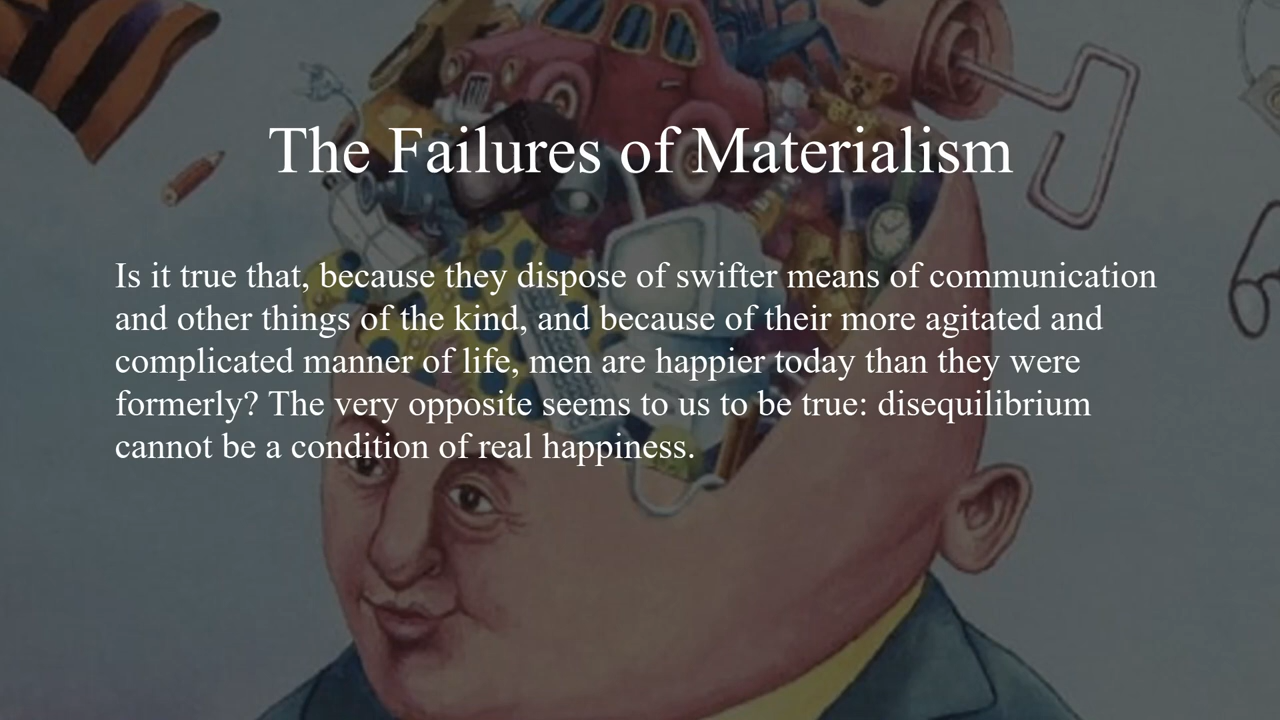 The Failures of Materialism
Is it true that, because they dispose of swifter means of communication
and other things of the kind, and because of their more agitated and
complicated manner of life, men are happier today than they were
formerly? The very opposite seems to us to be true: disequilibrium
cannot be a condition of real happiness.